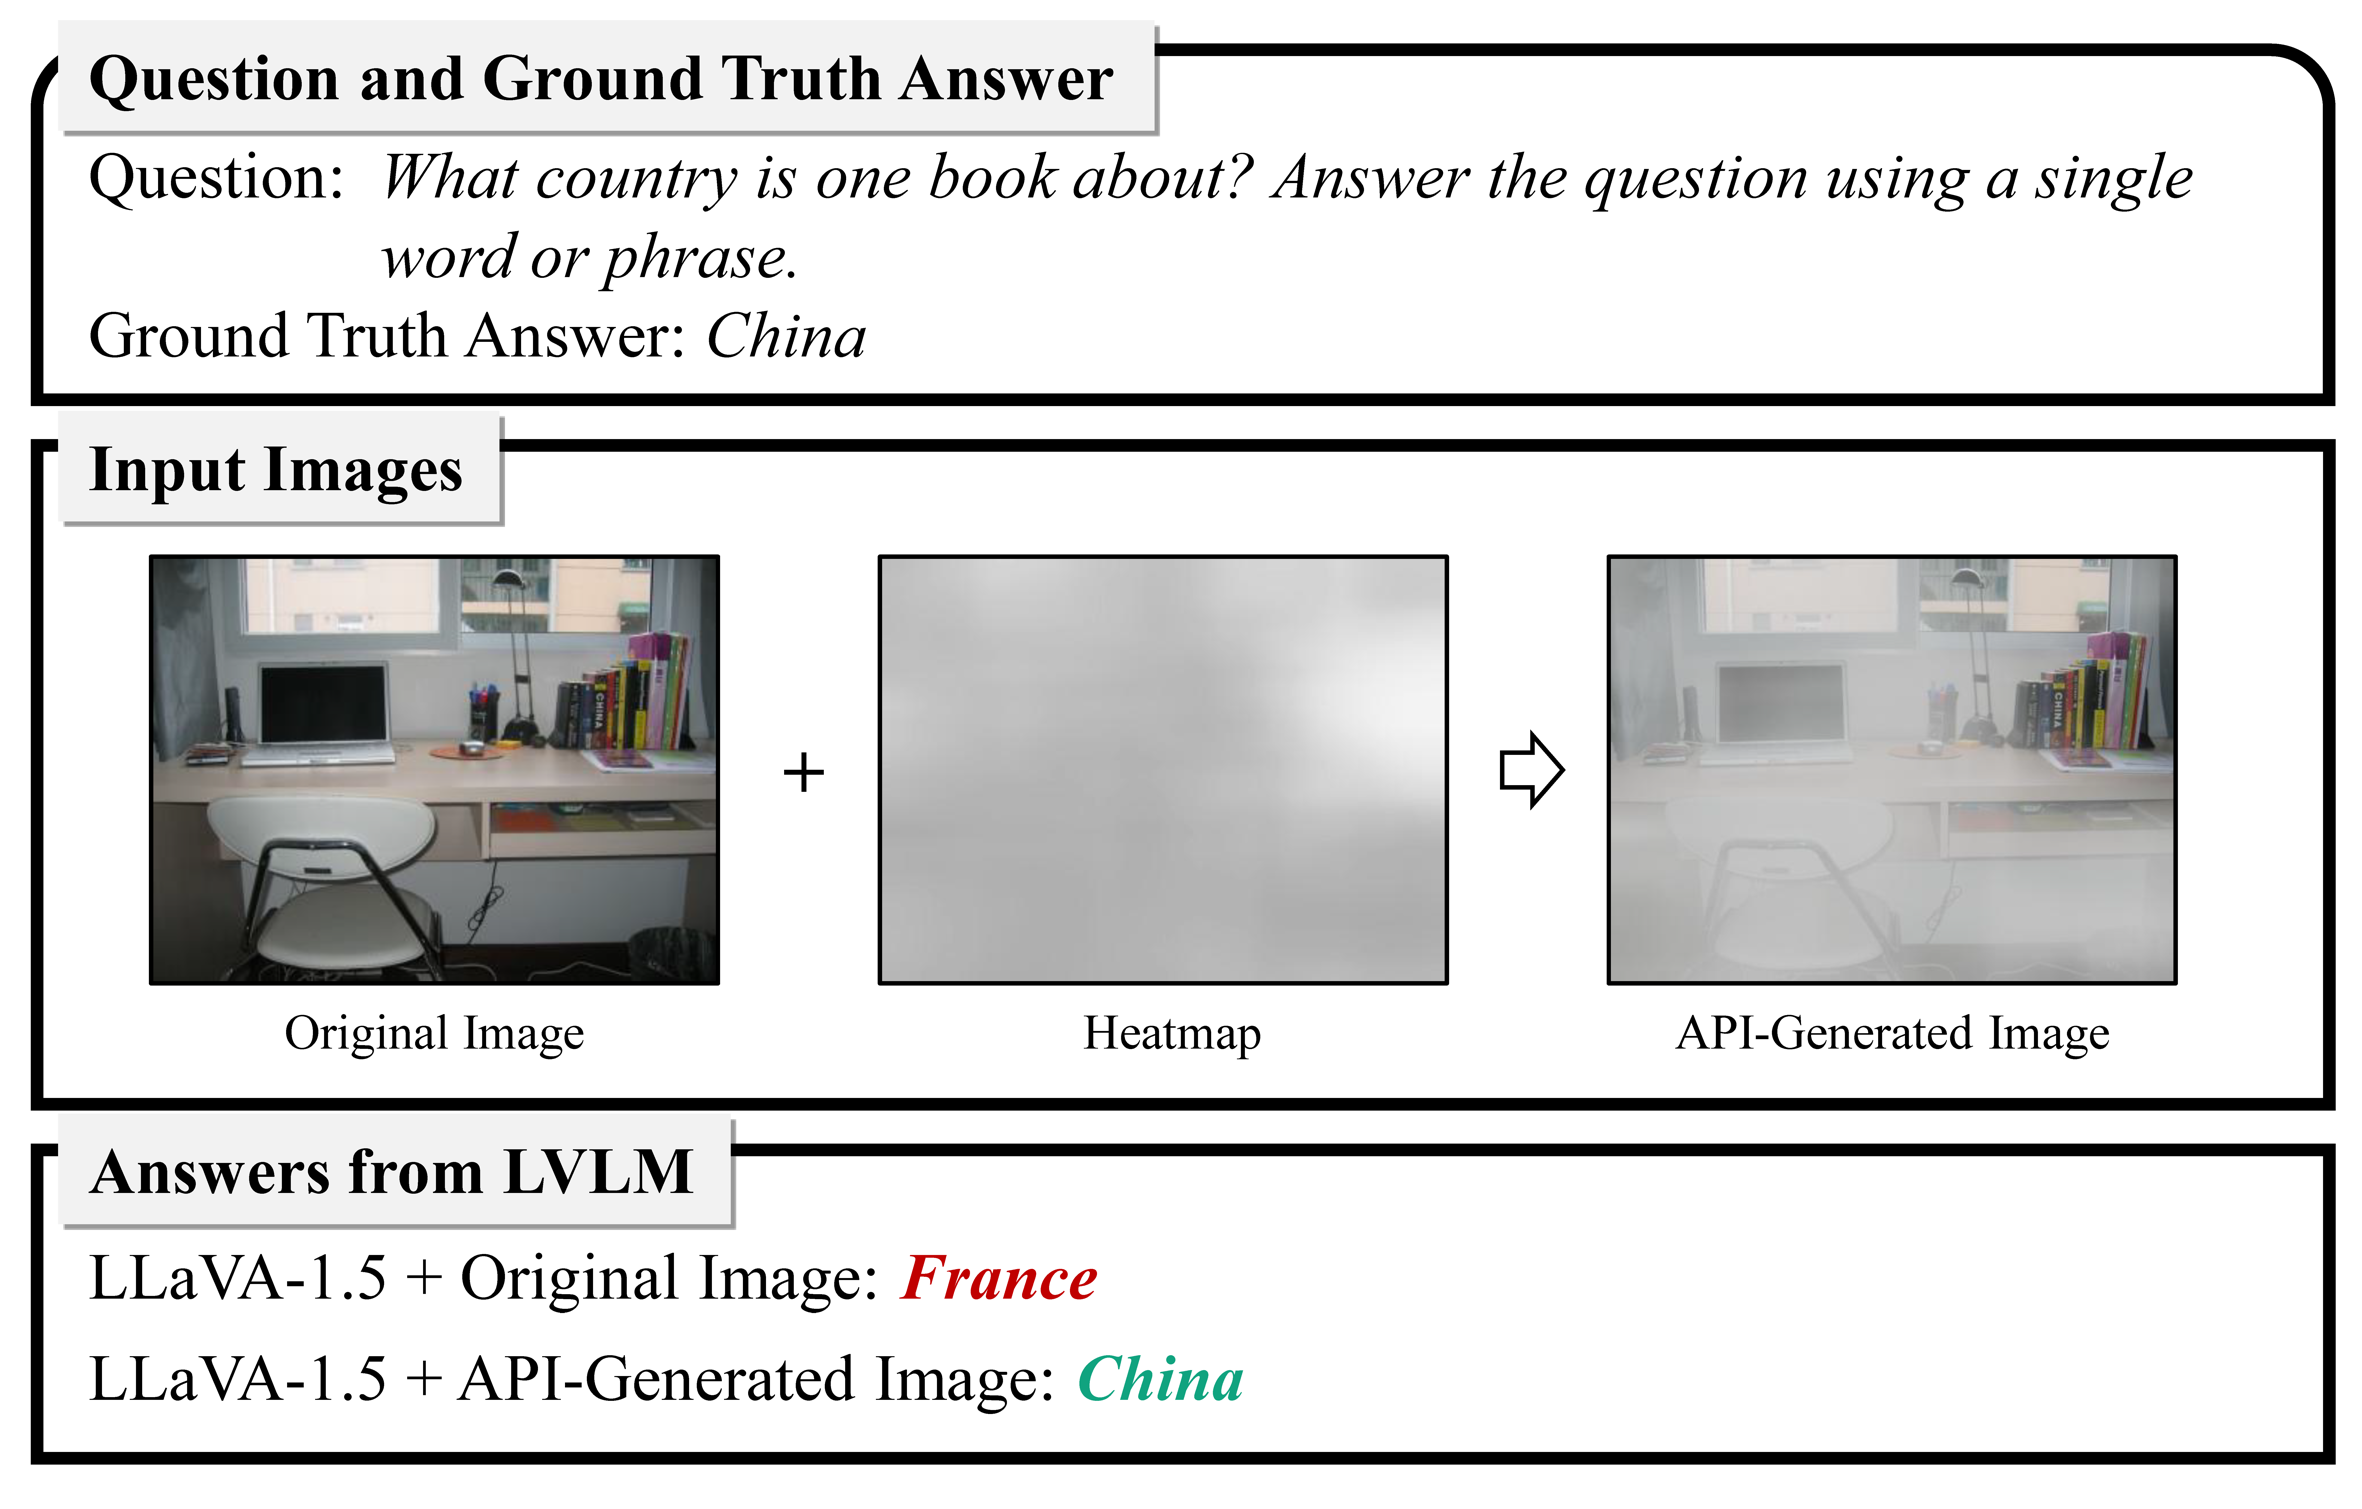 Question and Ground Truth Answer
Question: What country is one book about? Answer the question using a single
word or phrase.
Ground Truth Answer: China
Input Images
CHINA
+
CHINA
Original Image
Heatmap
API-Generated Image
Answers from LVLM
LLaVA-1.5 + Original Image: France
LLaVA-1.5 + API-Generated Image: China